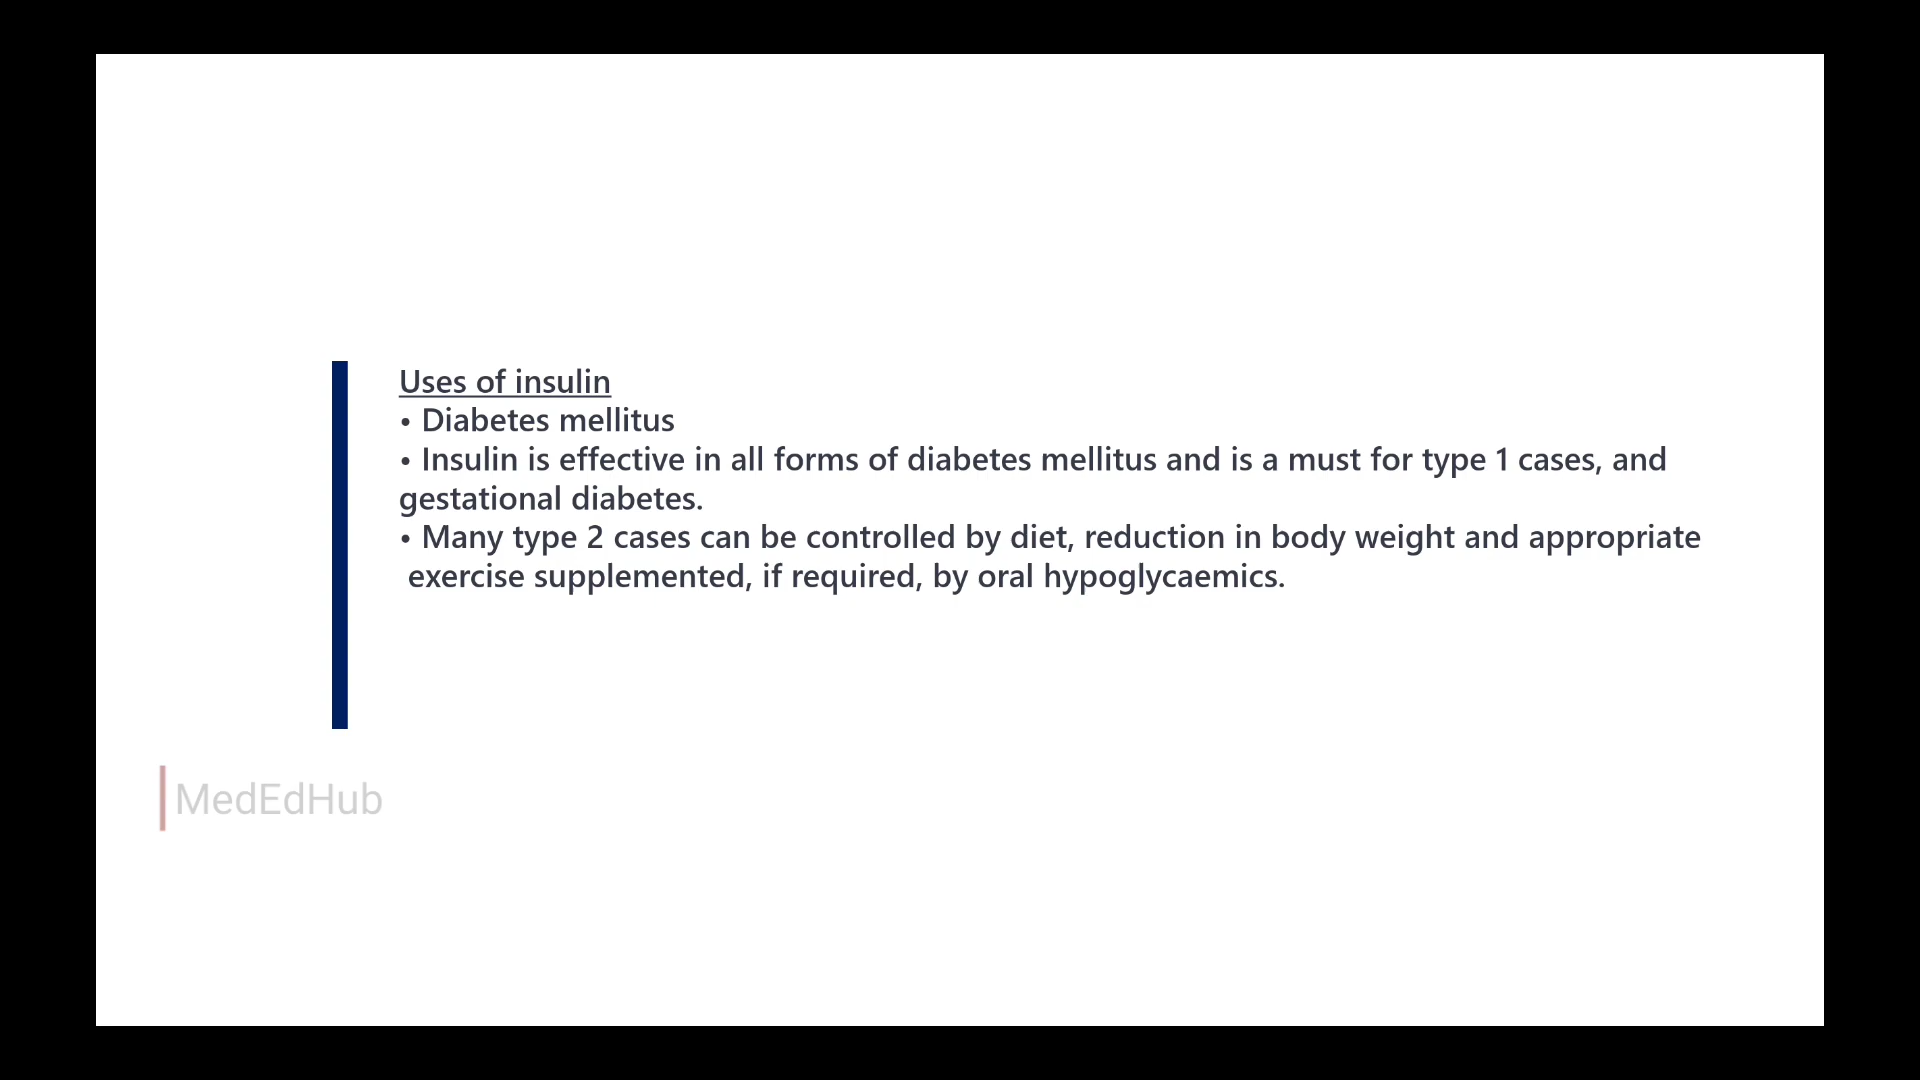 Uses of insulin
• Diabetes mellitus
• Insulin is effective in all forms of diabetes mellitus and is a must for type 1 cases, and
gestational diabetes.
• Many type 2 cases can be controlled by diet, reduction in body weight and appropriate
exercise supplemented, if required, by oral hypoglycaemics.
MedEdHub